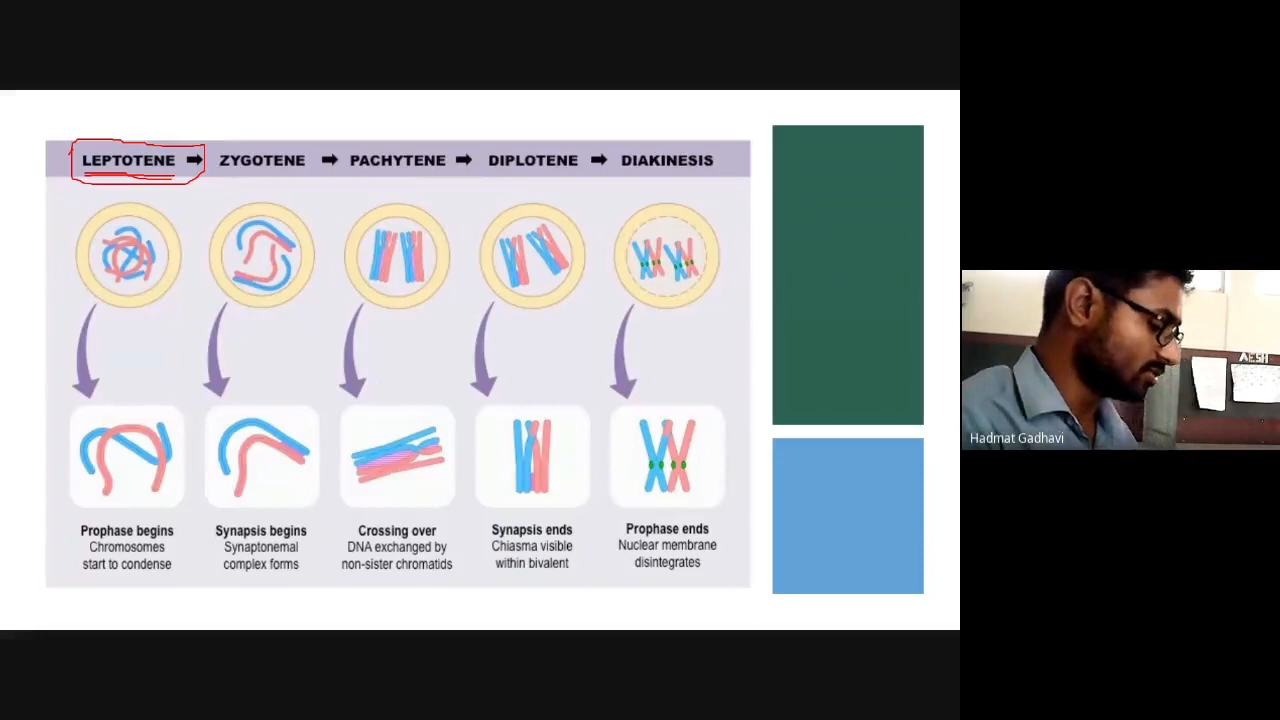 LEPTOTENE ➡ ZYGOTENE ➡ PACHYTENE ➡ DIPLOTENE ➡ DIAKINESIS
Prophase begins
Chromosomes
start to condense
Synapsis begins
Synaptonemal
complex forms
Crossing over
DNA exchanged by
non-sister chromatids
Synapsis ends
Chiasma visible
within bivalent
Prophase ends
Nuclear membrane
disintegrates
Hadmat Gadhavi